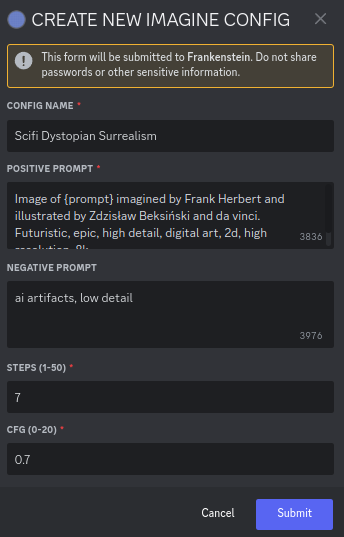 CREATE NEW IMAGINE CONFIG
This form will be submitted to Frankenstein. Do not share
passwords or other sensitive information.
CONFIG NAME *
Scifi Dystopian Surrealism
POSITIVE PROMPT *
Image of {prompt} imagined by Frank Herbert and
illustrated by Zdzisław Beksiński and da vinci.
Futuristic, epic, high detail, digital art, 2d, high
resolution, 8k
3836
NEGATIVE PROMPT
ai artifacts, low detail
3976
STEPS (1-50) *
7
CFG (0-20) *
0.7
Cancel
Submit